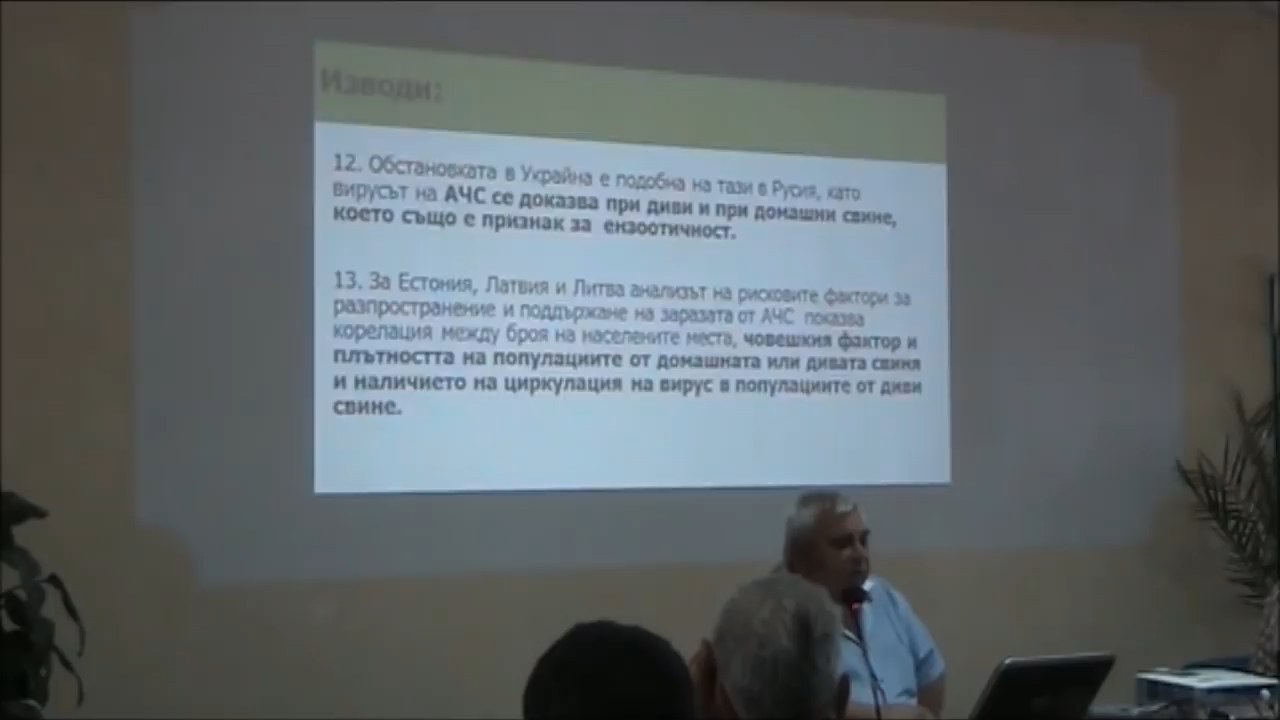 Изводи:
12. Обстановката в Украйна е подобна на тази в Русия, като
вирусът на АЧС се доказва при диви и при домашни свине,
което също е признак за ензоотичност.
13. За Естония, Латвия и Литва анализът на рисковите фактори за
разпространение и поддържане на заразата от АЧС показва
корелация между броя на населените места, човешкия фактор и
плътността на популациите от домашната или дивата свиня
и наличието на циркулация на вирус в популациите от диви
свине.